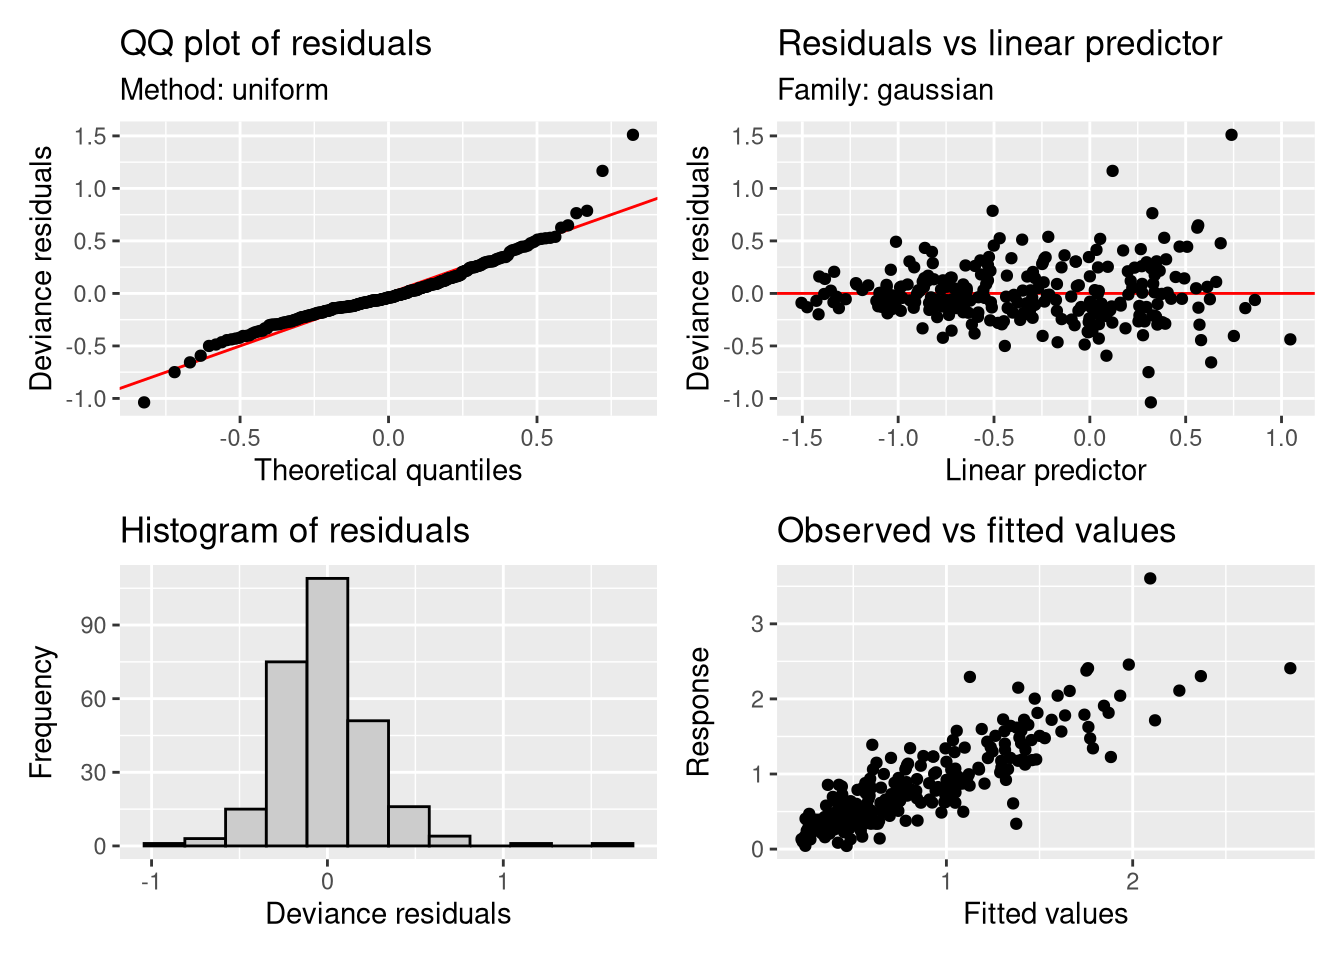 QQ plot of residuals
Method: uniform
Deviance residuals
1.5
1.0
0.5
0.0
-0.5
-1.0
-0.5
0.0
0.5
Theoretical quantiles
Residuals vs linear predictor
Family: gaussian
Deviance residuals
1.5
1.0
0.5
0.0
-0.5
-1.0
-1.5
-1.0
-0.5
0.0
0.5
1.0
Linear predictor
Histogram of residuals
Frequency
90
60
30
0
-1
0
1
Deviance residuals
Observed vs fitted values
Response
3
2
1
0
1
2
Fitted values